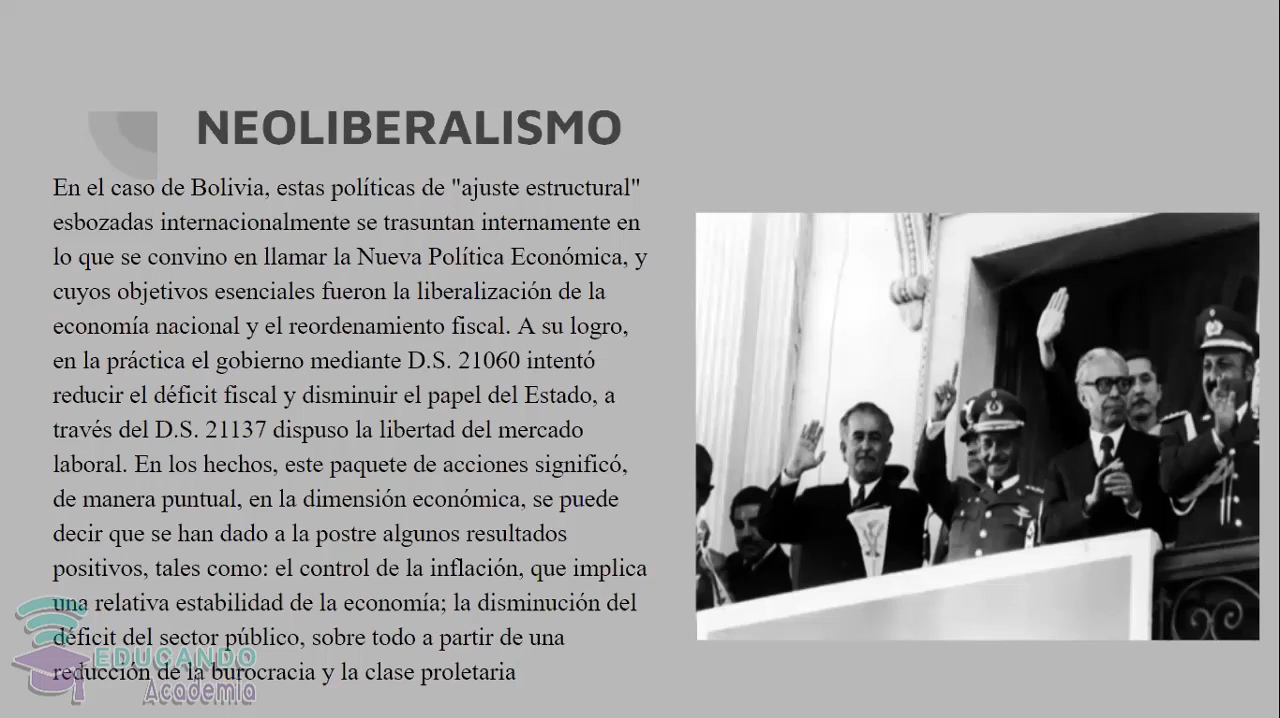 NEOLIBERALISMO
En el caso de Bolivia, estas políticas de "ajuste estructural"
esbozadas internacionalmente se trasuntan internamente en
lo que se convino en llamar la Nueva Política Económica, y
cuyos objetivos esenciales fueron la liberalización de la
economía nacional y el reordenamiento fiscal. A su logro,
en la práctica el gobierno mediante D.S. 21060 intentó
reducir el déficit fiscal y disminuir el papel del Estado, a
través del D.S. 21137 dispuso la libertad del mercado
laboral. En los hechos, este paquete de acciones significó,
de manera puntual, en la dimensión económica, se puede
decir que se han dado a la postre algunos resultados
positivos, tales como: el control de la inflación, que implica
una relativa estabilidad de la economía; la disminución del
déficit del sector público, sobre todo a partir de una
reducción de la burocracia y la clase proletaria
EDUCANDO
Academia